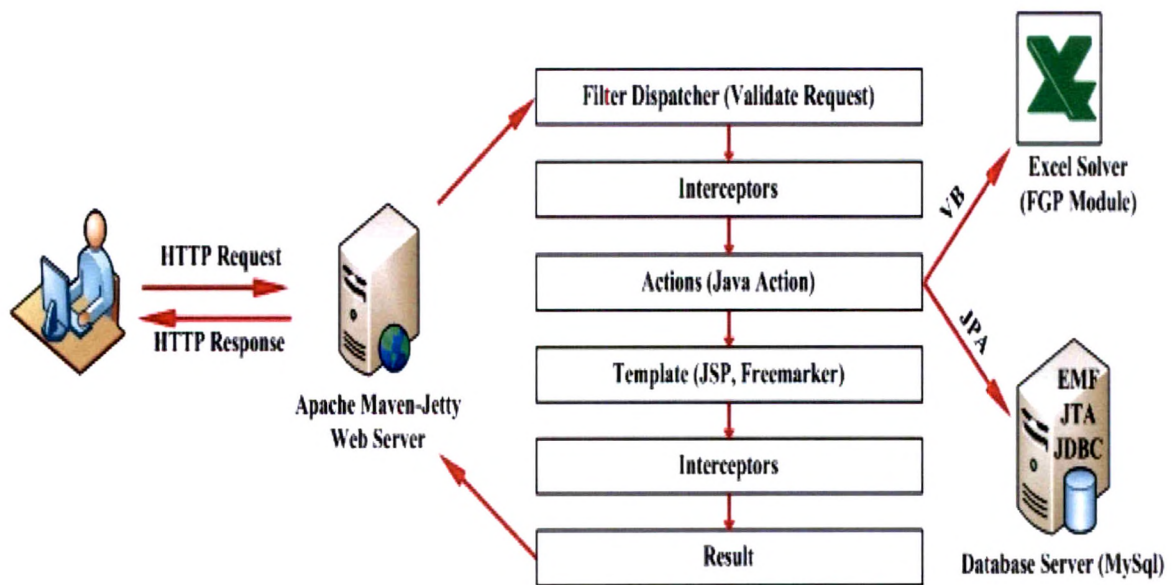 HTTP Request
HTTP Response
Apache Maven-Jetty
Web Server
Filter Dispatcher (Validate Request)
Interceptors
Actions (Java Action)
Template (JSP, Freemarker)
Interceptors
Result
VB
Excel Solver
(FGP Module)
JPA
EMF
JTA
JDBC
Database Server (MySql)